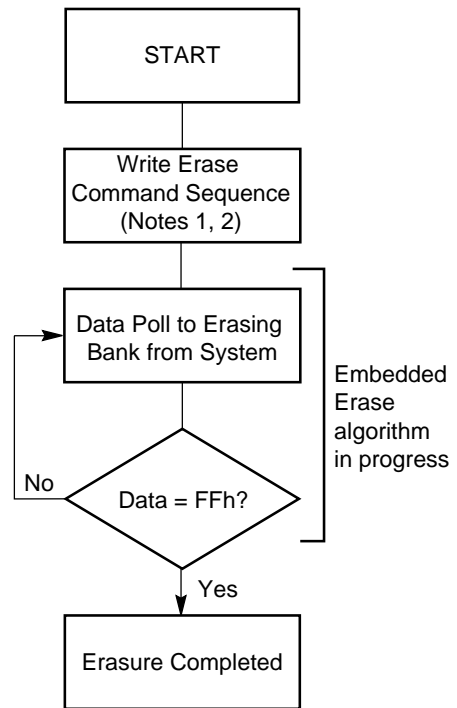 START
Write Erase
Command Sequence
(Notes 1, 2)
Data Poll to Erasing
Bank from System
Embedded
Erase
algorithm
in progress
No
Data = FFh?
Yes
Erasure Completed